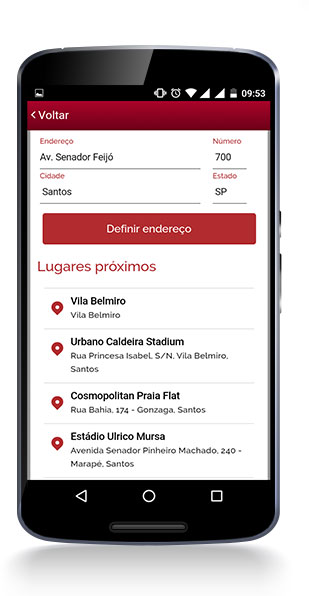 09:53
Voltar
Endereço Número
Av. Senador Feijó 700
Cidade Estado
Santos SP
Definir endereço
Lugares próximos
Vila Belmiro
Vila Belmiro
Urbano Caldeira Stadium
Rua Princesa Isabel, S/N, Vila Belmiro,
Santos
Cosmopolitan Praia Flat
Rua Bahia, 174 - Gonzaga, Santos
Estádio Ulrico Mursa
Avenida Senador Pinheiro Machado, 240 -
Marapé, Santos